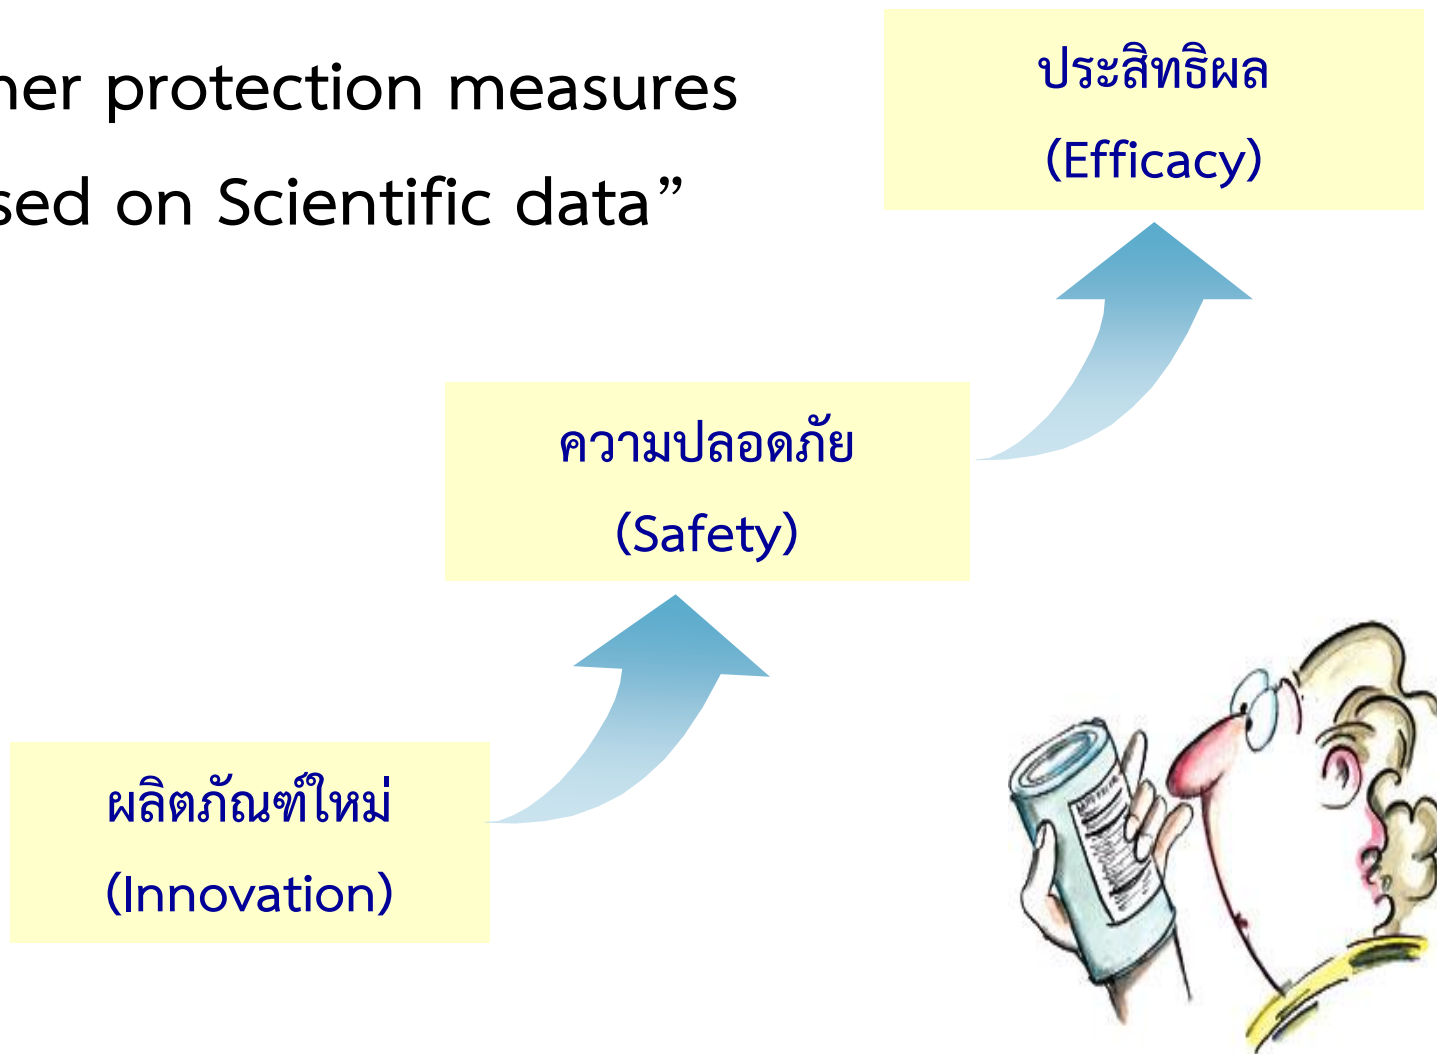 ner protection measures
sed on Scientific data”
ประสิทธิผล
(Efficacy)
ความปลอดภัย
(Safety)
ผลิตภัณฑ์ใหม่
(Innovation)